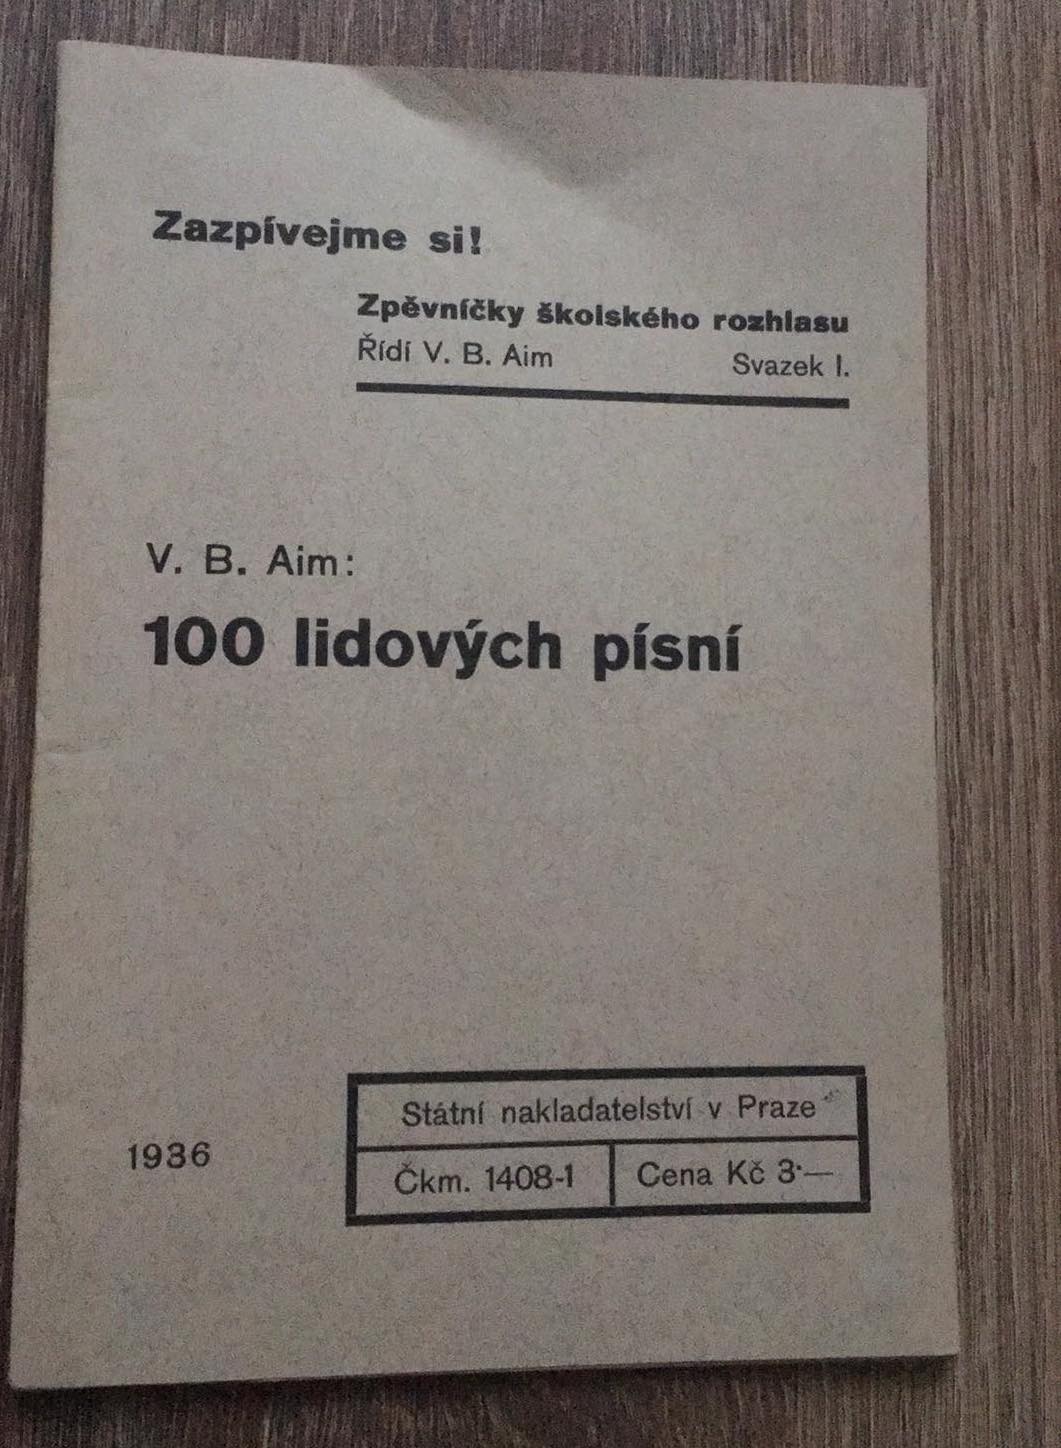 Zazpívejme si!
Zpěvníčky školského rozhlasu
Řídí V. B. Aim Svazek I.
V. B. Aim:
100 lidových písní
1936
Státní nakladatelství v Praze
Čkm. 1408-1 Cena Kč 3·—